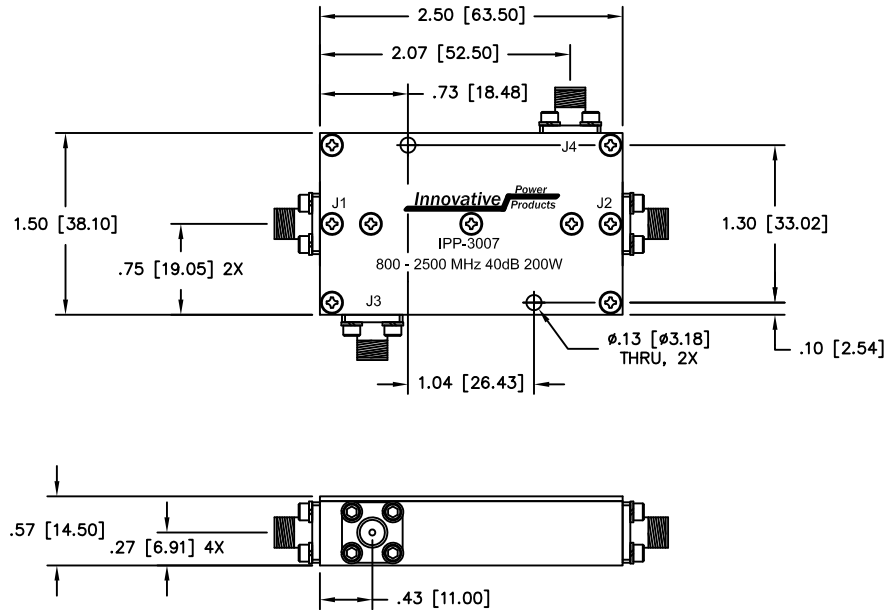 2.50 [63.50]
2.07 [52.50]
.73 [18.48]
J4
Innovative Power Products
J1
J2
1.50 [38.10]
1.30 [33.02]
IPP-3007
.75 [19.05] 2X
800 - 2500 MHz 40dB 200W
J3
ø.13 [ø3.18]
THRU, 2X
.10 [2.54]
1.04 [26.43]
.57 [14.50]
.27 [6.91] 4X
.43 [11.00]